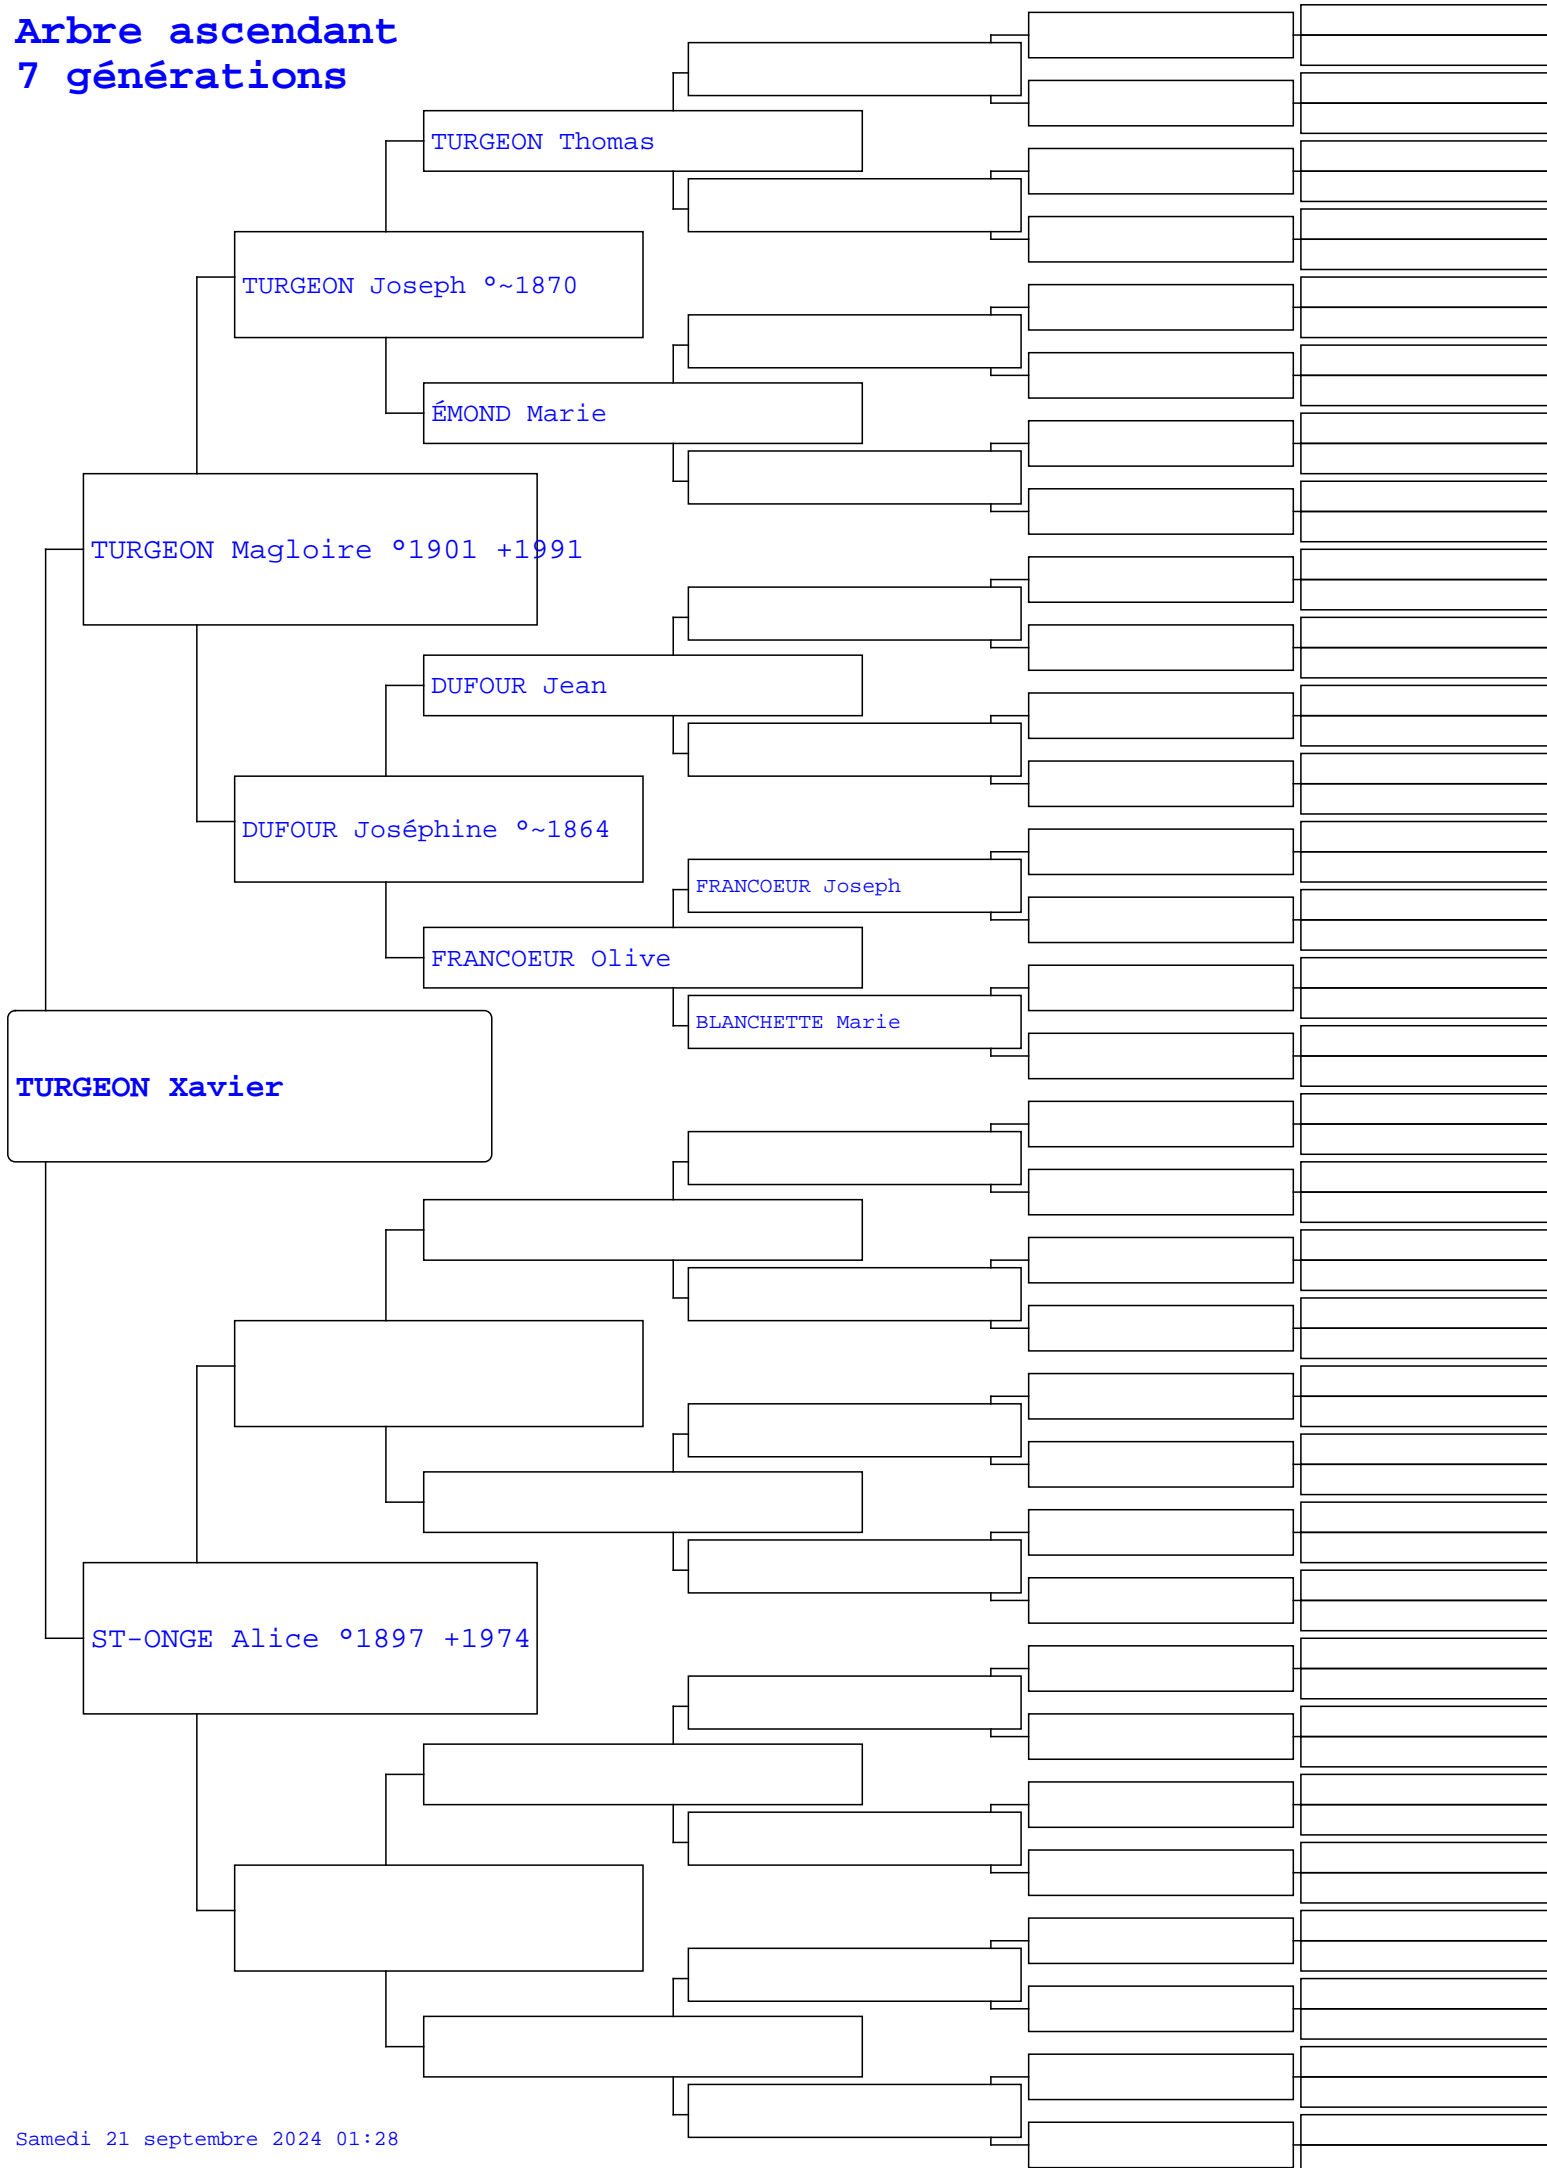 Arbre ascendant
7 générations
TURGEON Thomas
TURGEON Joseph °~1870
ÉMOND Marie
TURGEON Magloire °1901 +1991
DUFOUR Jean
DUFOUR Joséphine °~1864
FRANCOEUR Joseph
FRANCOEUR Olive
BLANCHETTE Marie
TURGEON Xavier
ST-ONGE Alice °1897 +1974
Samedi 21 septembre 2024 01:28